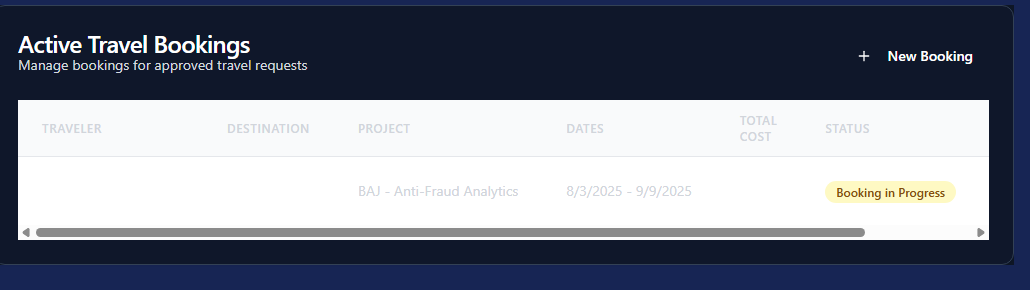 Active Travel Bookings
Manage bookings for approved travel requests
+ New Booking
TRAVELER DESTINATION PROJECT DATES TOTAL COST STATUS
BAJ - Anti-Fraud Analytics 8/3/2025 - 9/9/2025 Booking in Progress